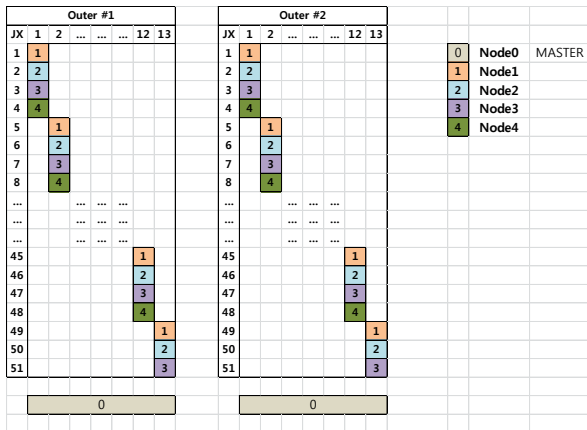 Outer #1 Outer #2
JX 1 2 ... ... ... 12 13 JX 1 2 ... ... ... 12 13
1 1 1 1 0 Node0 MASTER
2 2 2 2 1 Node1
3 3 3 3 2 Node2
4 4 4 4 3 Node3
5 1 5 1 4 Node4
6 2 6 2
7 3 7 3
8 4 8 4
... ... ... ... ... ... ... ...
... ... ... ... ... ... ... ...
... ... ... ... ... ... ... ...
45 1 45 1
46 2 46 2
47 3 47 3
48 4 48 4
49 1 49 1
50 2 50 2
51 3 51 3
0 0